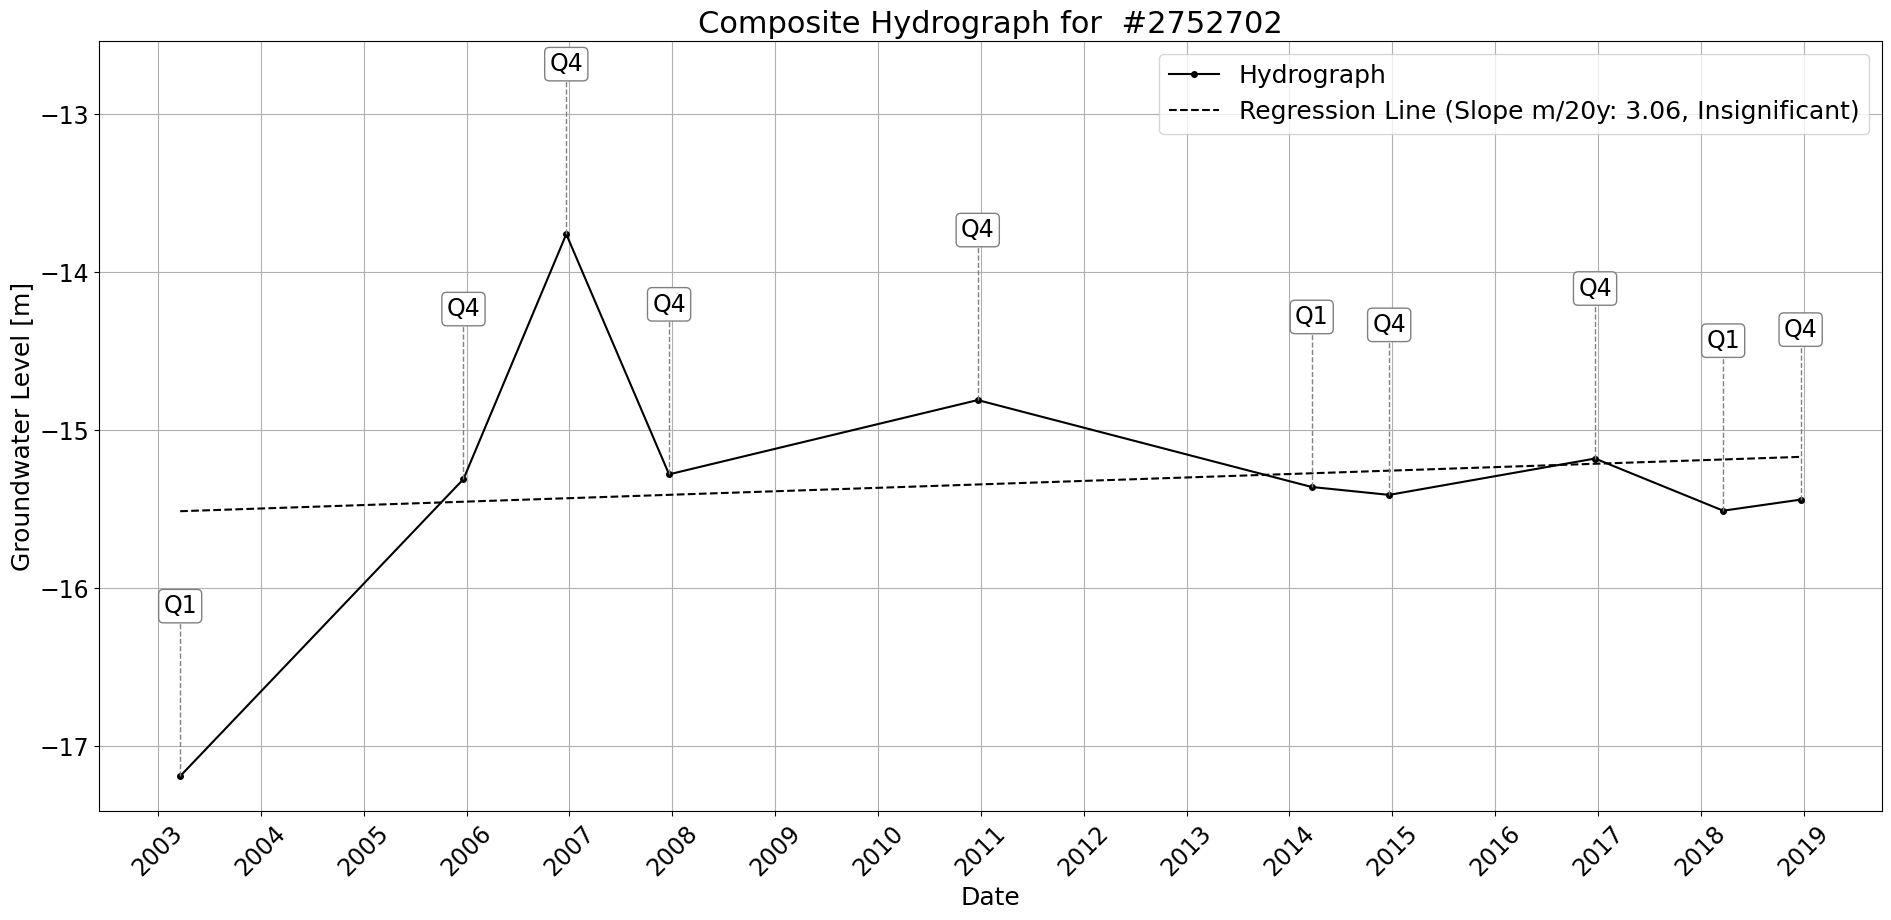 Composite Hydrograph for  #2752702
Hydrograph
Regression Line (Slope m/20y: 3.06, Insignificant)
Groundwater Level [m]
−13
−14
−15
−16
−17
Q1
Q4
Q4
Q4
Q4
Q1
Q4
Q4
Q1
Q4
2003
2004
2005
2006
2007
2008
2009
2010
2011
2012
2013
2014
2015
2016
2017
2018
2019
Date